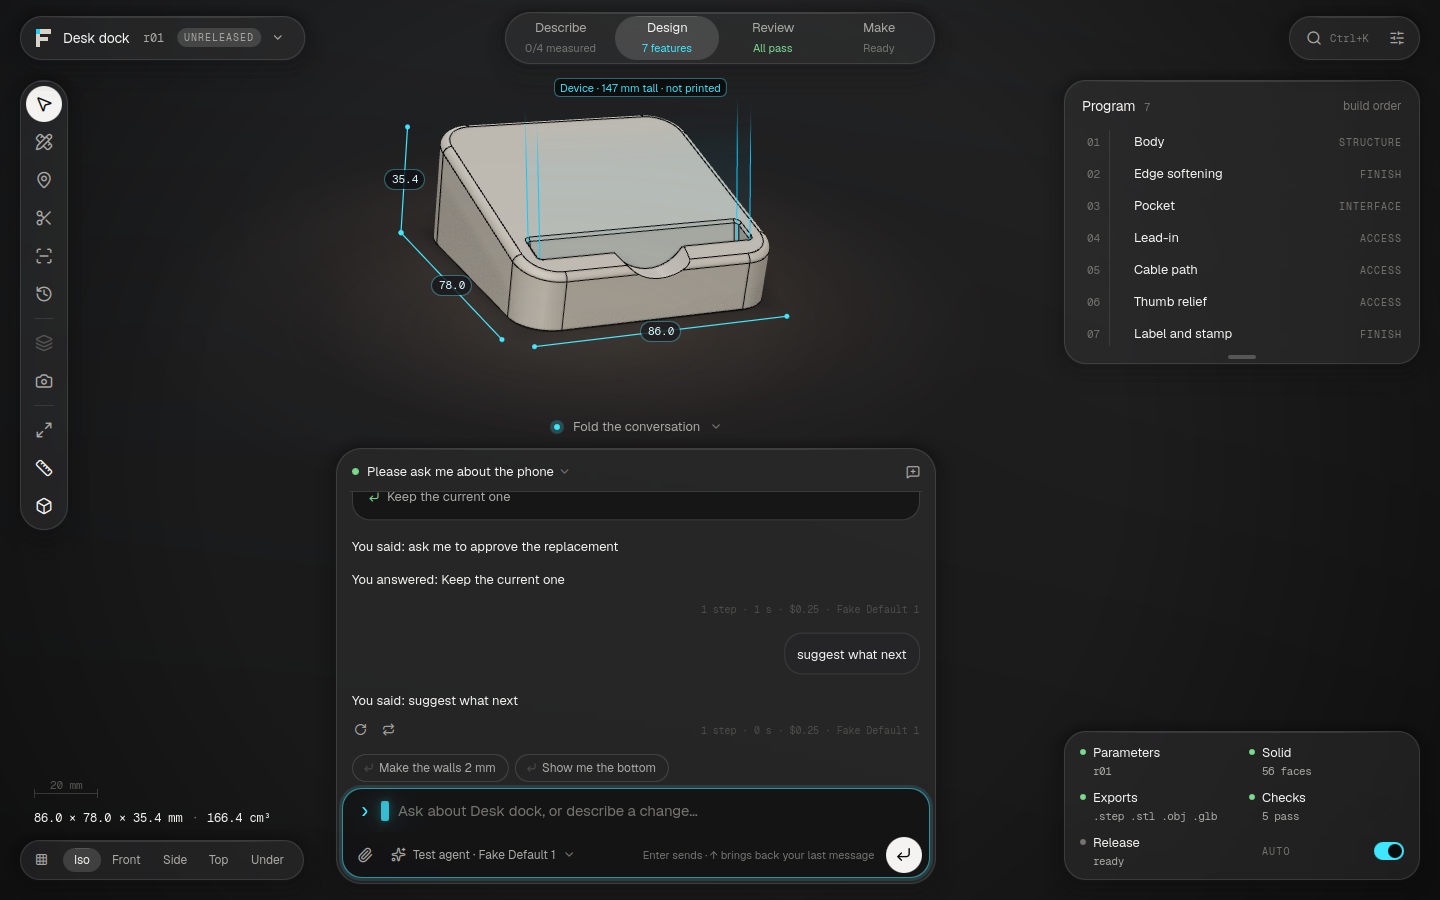 Desk dock r01 UNRELEASED
Describe
0/4 measured
Design
7 features
Review
All pass
Make
Ready
Ctrl+K
Device · 147 mm tall · not printed
35.4
78.0
86.0
Program 7 build order
01 Body STRUCTURE
02 Edge softening FINISH
03 Pocket INTERFACE
04 Lead-in ACCESS
05 Cable path ACCESS
06 Thumb relief ACCESS
07 Label and stamp FINISH
Fold the conversation
Please ask me about the phone
Keep the current one
You said: ask me to approve the replacement
You answered: Keep the current one
1 step · 1 s · $0.25 · Fake Default 1
suggest what next
You said: suggest what next
1 step · 0 s · $0.25 · Fake Default 1
Make the walls 2 mm Show me the bottom
Ask about Desk dock, or describe a change...
Test agent · Fake Default 1 Enter sends · ↑ brings back your last message
20 mm
86.0 × 78.0 × 35.4 mm · 166.4 cm³
Iso Front Side Top Under
Parameters
r01
Solid
56 faces
Exports
.step .stl .obj .glb
Checks
5 pass
Release
ready
AUTO